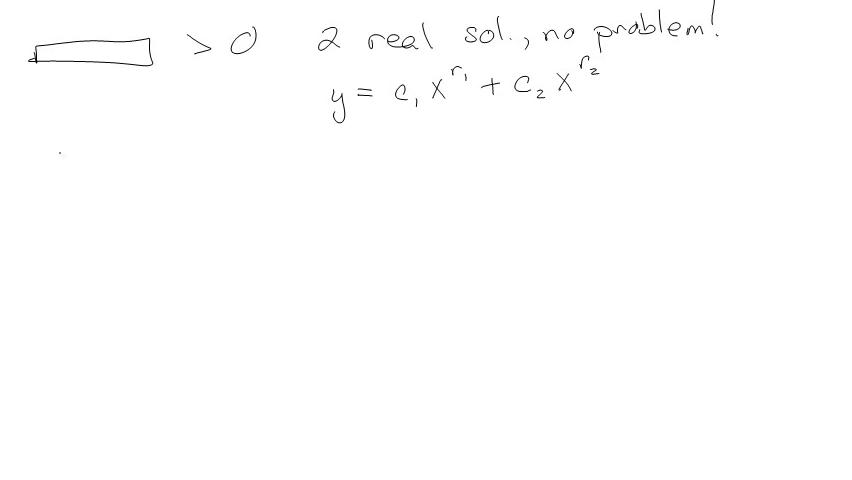 > 0 2 real sol., no problem!
y = c₁ x^r₁ + c₂ x^r₂